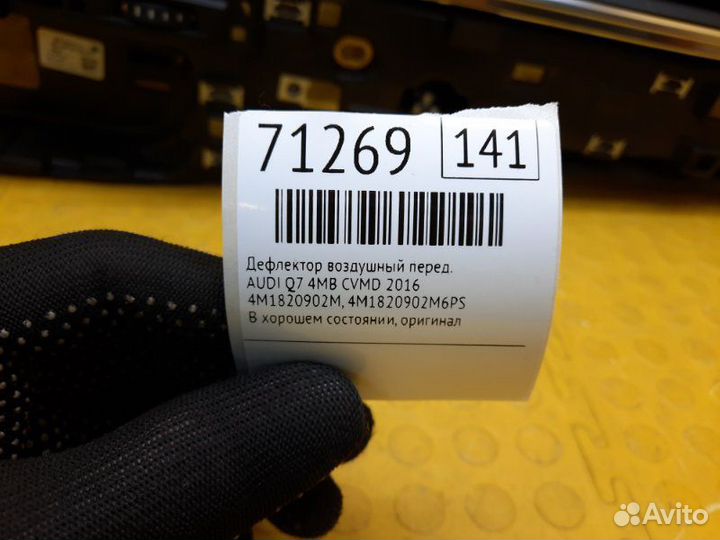 71269 141
Дефлектор воздушный перед.
AUDI Q7 4MB CVMD 2016
4M1820902M, 4M1820902M6PS
В хорошем состоянии, оригинал
Avito